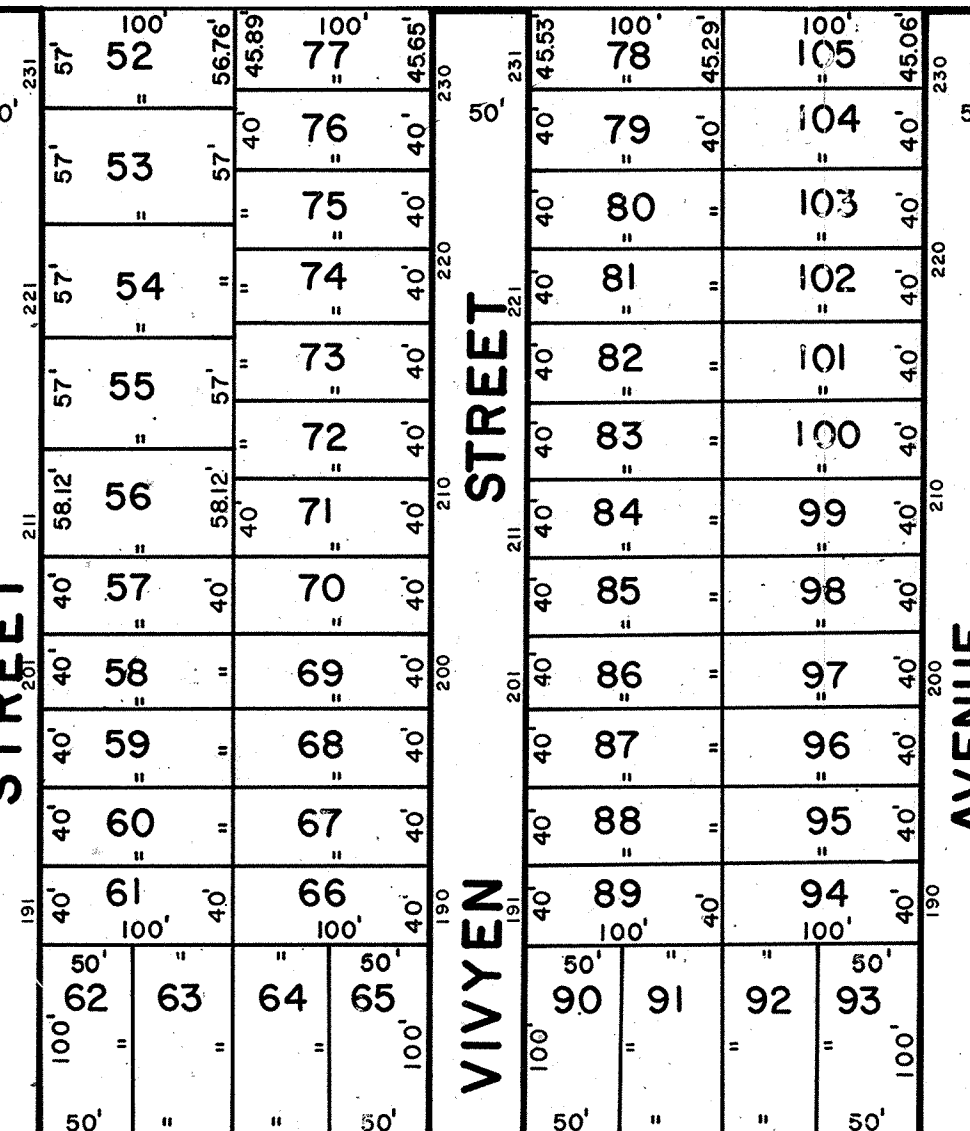 100' 100' 100' 100'
57' 52 56.76' 45.89' 77 45.65' 45.53 78 45.29' 105 45.06'
231 " " 230 231 " " 230
50'
57' 53 57' 40' 76 40' 40' 79 40' 104 40'
" " " "
" 75 40' 40' 80 " 103 40'
" " "
57' 54 " " 74 40' 40' 81 " 102 40'
221 220 221 220
" " " "
57' 55 57' " 73 40' 40' 82 " 101 40'
" " " "
" 72 40' 40' 83 " 100 40'
" " "
58.12' 56 58.12' 40' 71 40' 40' 84 " 99 40'
211 210 211 210
" " " "
40' 57 40' 70 40' 40' 85 " 98 40'
" " "
40' 58 " 69 40' 40' 86 " 97 40'
201 200 201 200
" " " "
40' 59 " 68 40' 40' 87 " 96 40'
" " " "
40' 60 " 67 40' 40' 88 " 95 40'
" " " "
40' 61 40' 66 40' 40' 89 40' 94 40'
191 190 191 190
100' 100' 100' 100'
50' " " 50' 50' " " 50'
62 63 64 65 90 91 92 93
100' " " " 100' 100' " " " 100'
50' " " 50' 50' " " 50'
STREET
VIVYEN STREET
AVENUE